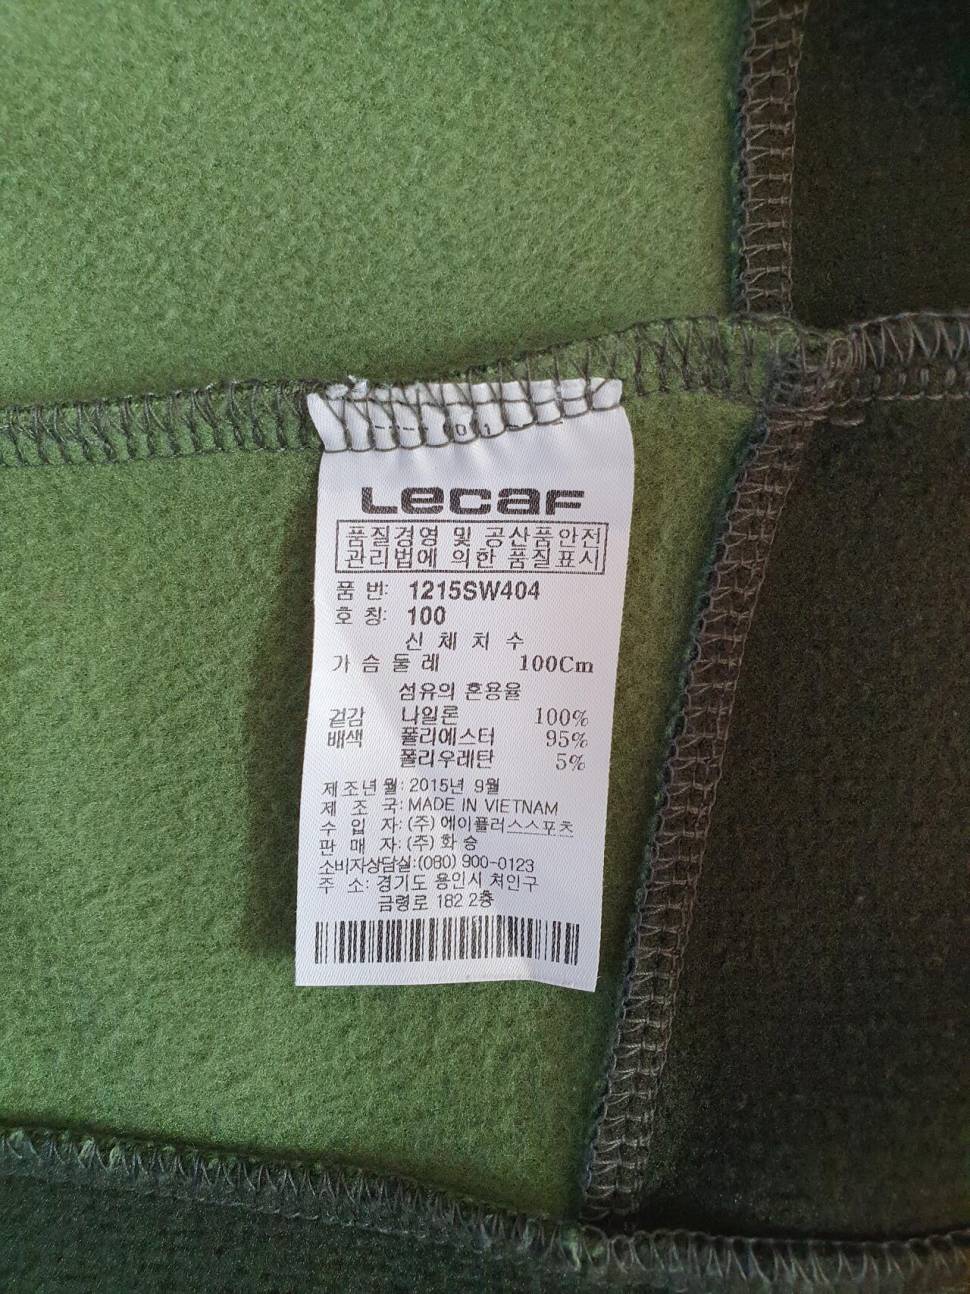 Lecaf
품질경영 및 공산품안전
관리법에 의한 품질표시
품 번: 1215SW404
호 칭: 100
신 체 치 수
가 슴 둘 레 100Cm
섬유의 혼용율
겉감 나일론 100%
배색 폴리에스터 95%
폴리우레탄 5%
제조년월: 2015년 9월
제 조 국: MADE IN VIETNAM
수 입 자: (주) 에이플러스스포츠
판 매 자: (주) 화 승
소비자상담실:(080) 900-0123
주 소: 경기도 용인시 처인구
금령로 182 2층